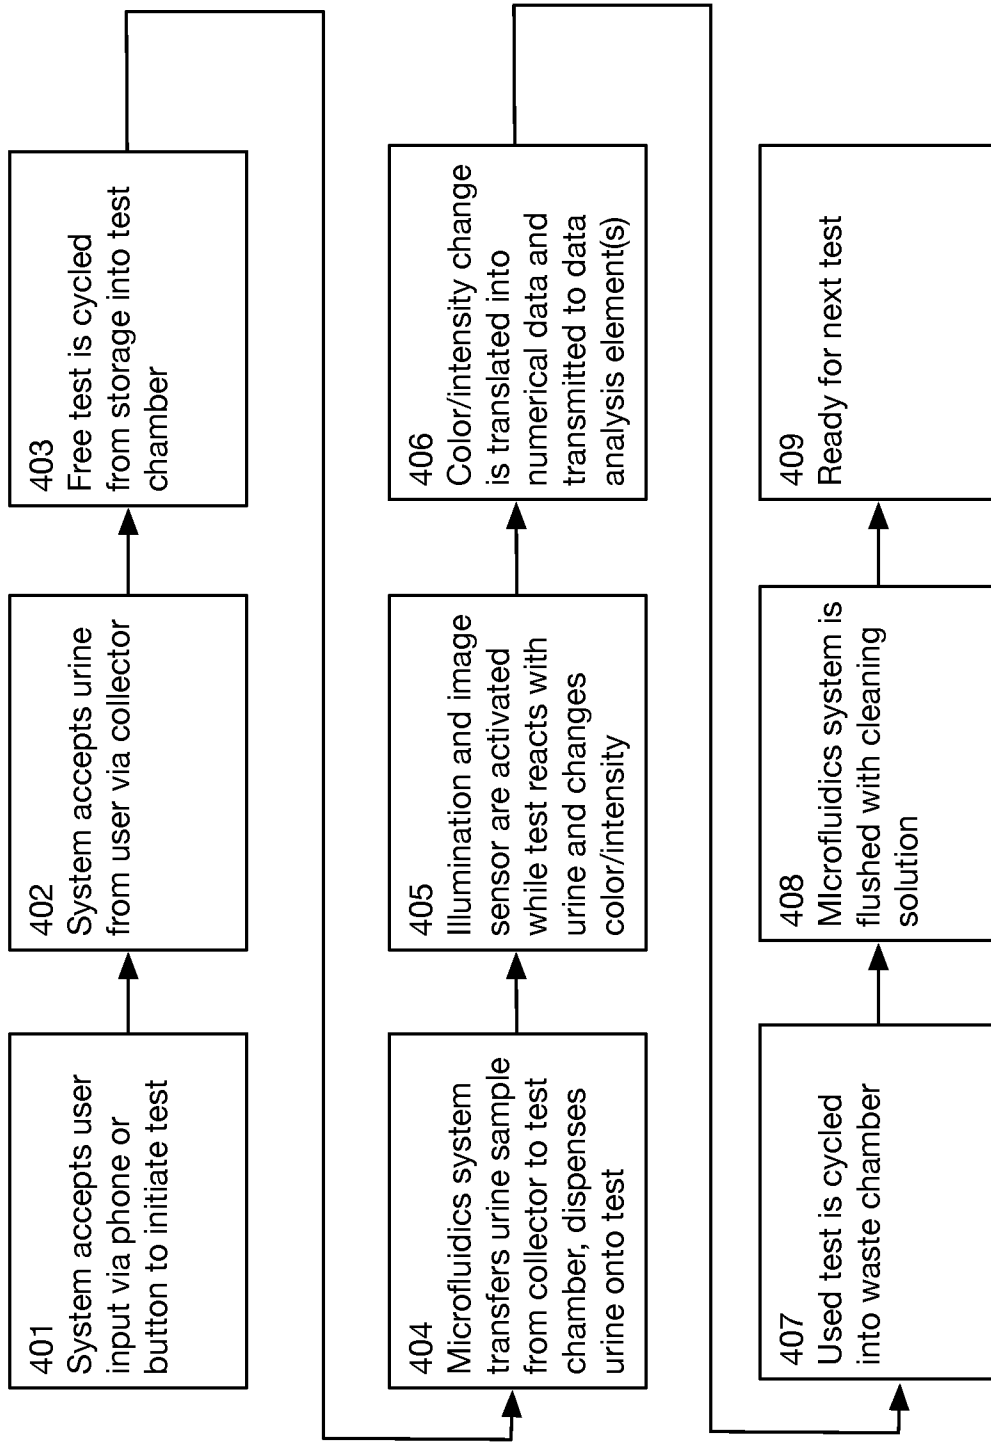 401
System accepts user
input via phone or
button to initiate test
402
System accepts urine
from user via collector
403
Free test is cycled
from storage into test
chamber
404
Microfluidics system
transfers urine sample
from collector to test
chamber, dispenses
urine onto test
405
Illumination and image
sensor are activated
while test reacts with
urine and changes
color/intensity
406
Color/intensity change
is translated into
numerical data and
transmitted to data
analysis element(s)
407
Used test is cycled
into waste chamber
408
MIcrofluidics system is
flushed with cleaning
solution
409
Ready for next test